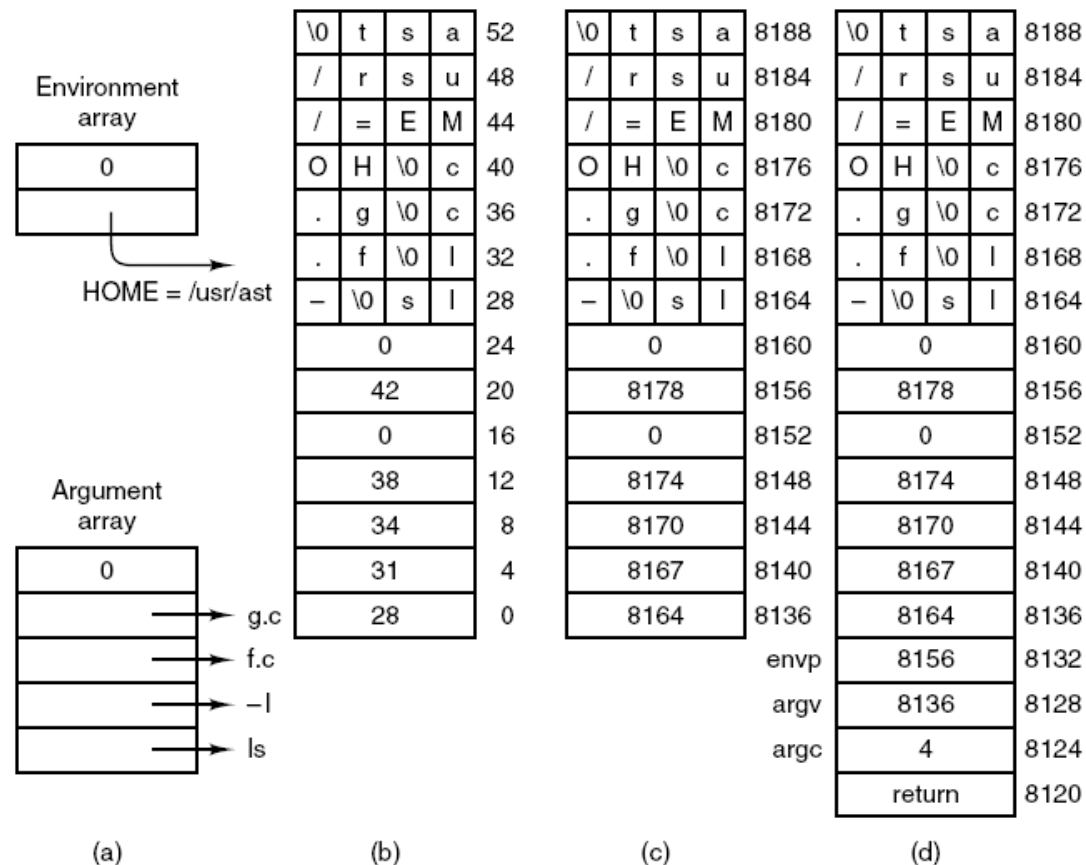 \0 t s a 52 \0 t s a 8188 \0 t s a 8188
/ r s u 48 / r s u 8184 / r s u 8184
Environment
array
/ = E M 44 / = E M 8180 / = E M 8180
0 O H \0 c 40 O H \0 c 8176 O H \0 c 8176
. g \0 c 36 . g \0 c 8172 . g \0 c 8172
. f \0 l 32 . f \0 l 8168 . f \0 l 8168
HOME = /usr/ast – \0 s l 28 – \0 s l 8164 – \0 s l 8164
0 24 0 8160 0 8160
42 20 8178 8156 8178 8156
0 16 0 8152 0 8152
Argument
array
38 12 8174 8148 8174 8148
34 8 8170 8144 8170 8144
0 31 4 8167 8140 8167 8140
g.c 28 0 8164 8136 8164 8136
f.c envp 8156 8132
–l argv 8136 8128
ls argc 4 8124
return 8120
(a) (b) (c) (d)